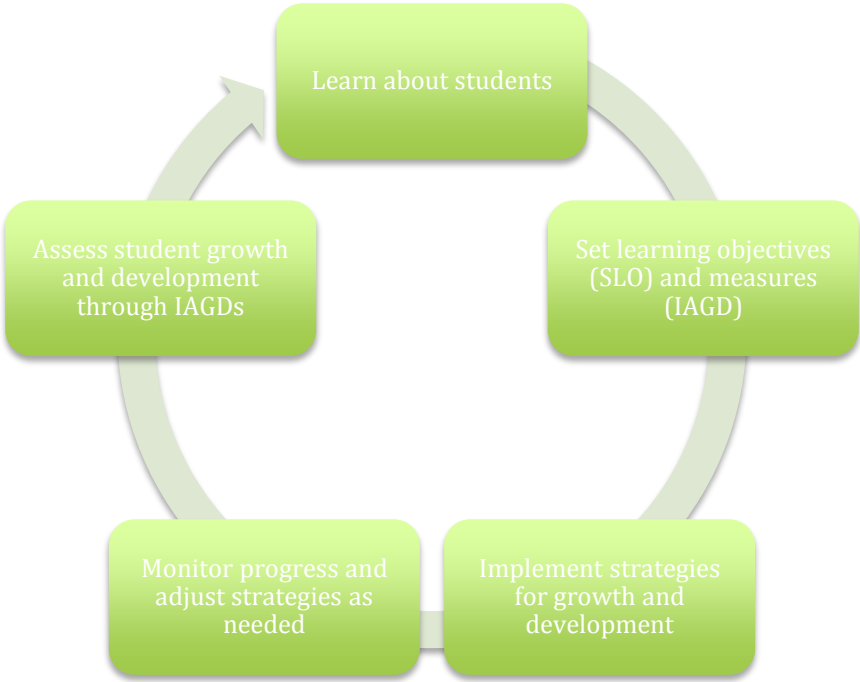 Learn about students
Set learning objectives
(SLO) and measures
(IAGD)
Implement strategies
for growth and
development
Monitor progress and
adjust strategies as
needed
Assess student growth
and development
through IAGDs